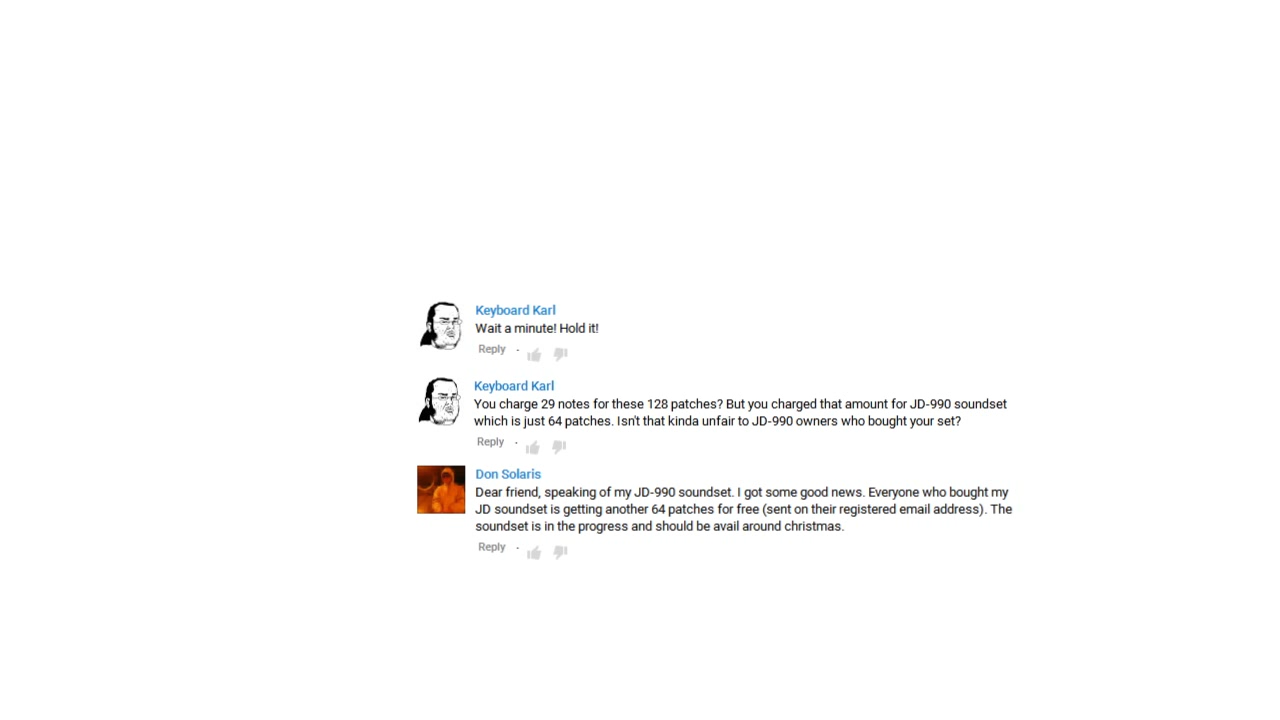 Keyboard Karl
Wait a minute! Hold it!
Reply ·
Keyboard Karl
You charge 29 notes for these 128 patches? But you charged that amount for JD-990 soundset
which is just 64 patches. Isn't that kinda unfair to JD-990 owners who bought your set?
Reply ·
Don Solaris
Dear friend, speaking of my JD-990 soundset. I got some good news. Everyone who bought my
JD soundset is getting another 64 patches for free (sent on their registered email address). The
soundset is in the progress and should be avail around christmas.
Reply ·